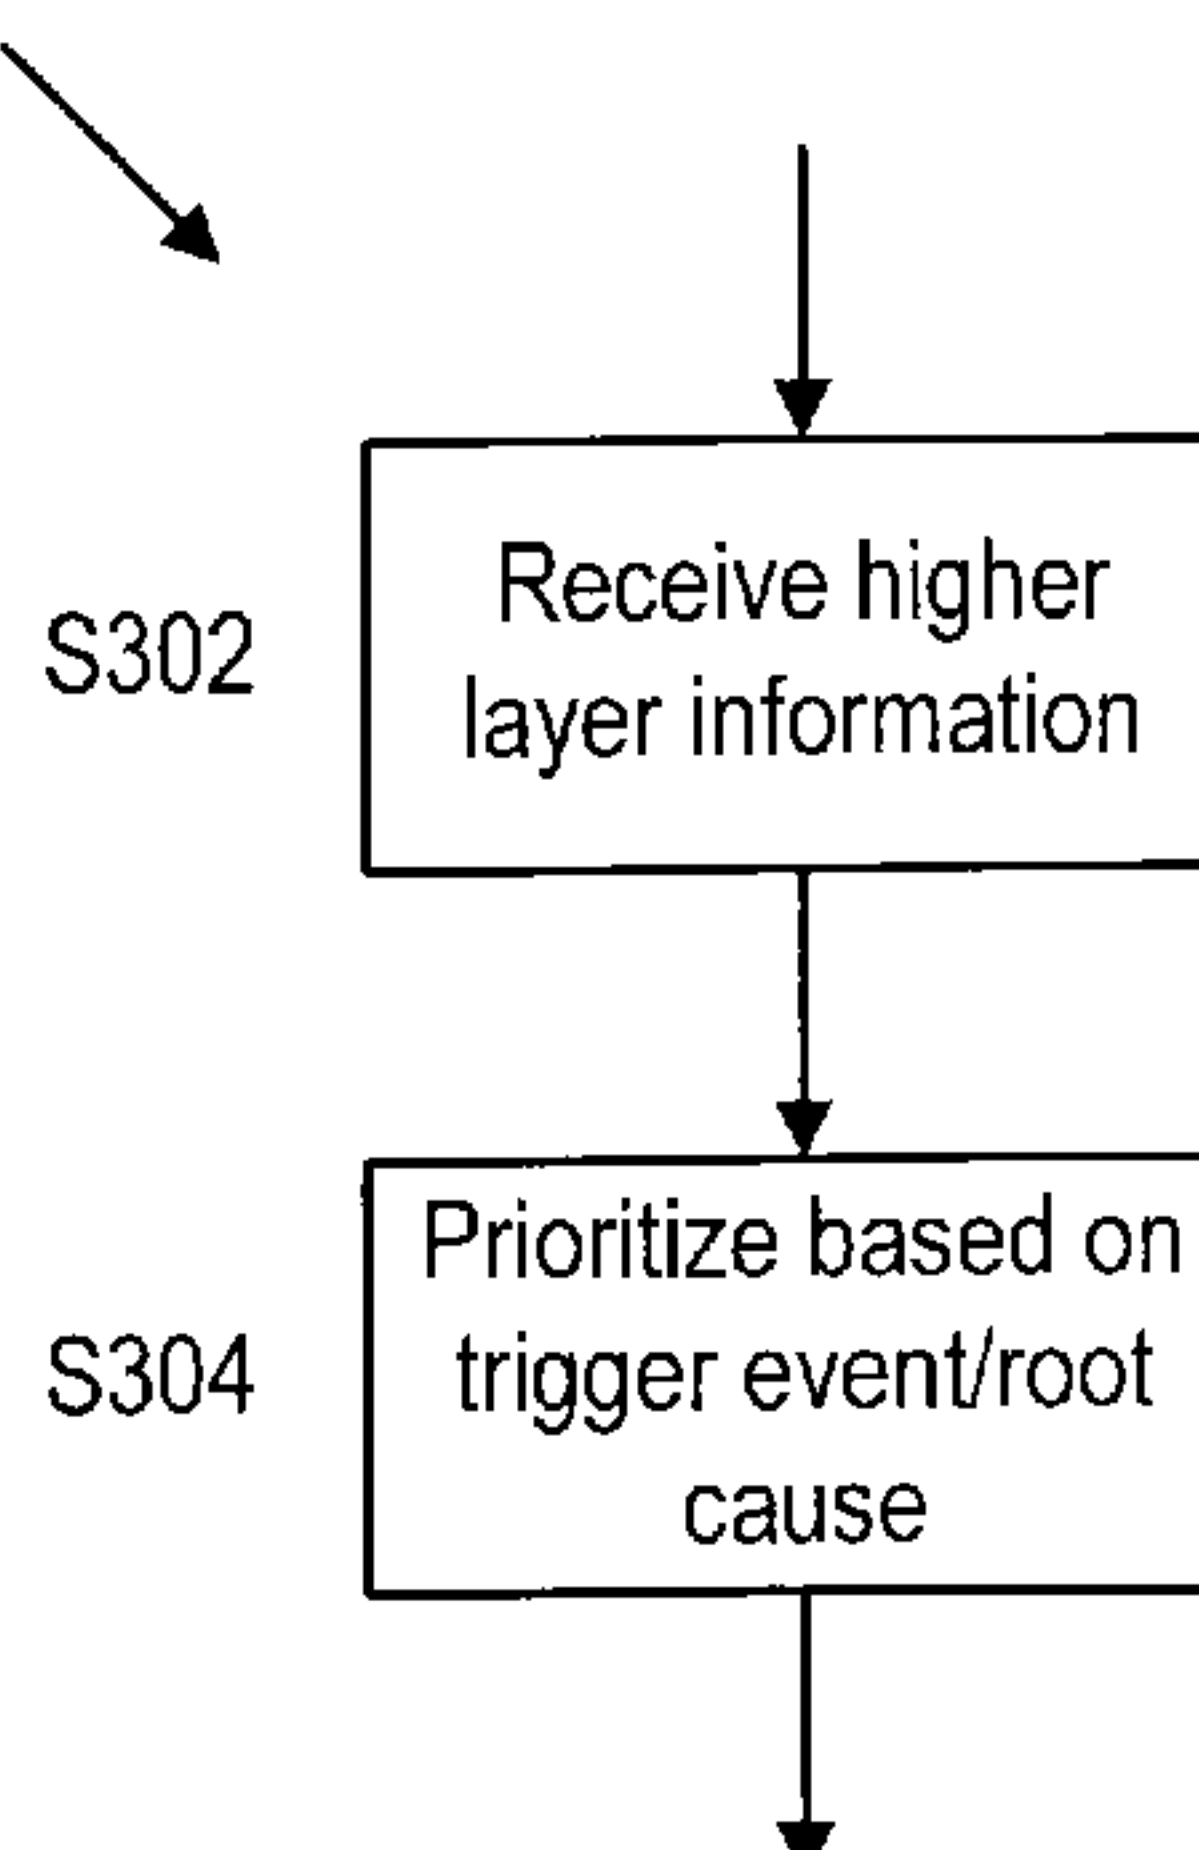 S302
Receive higher
layer information
S304
Prioritize based on
trigger event/root
cause